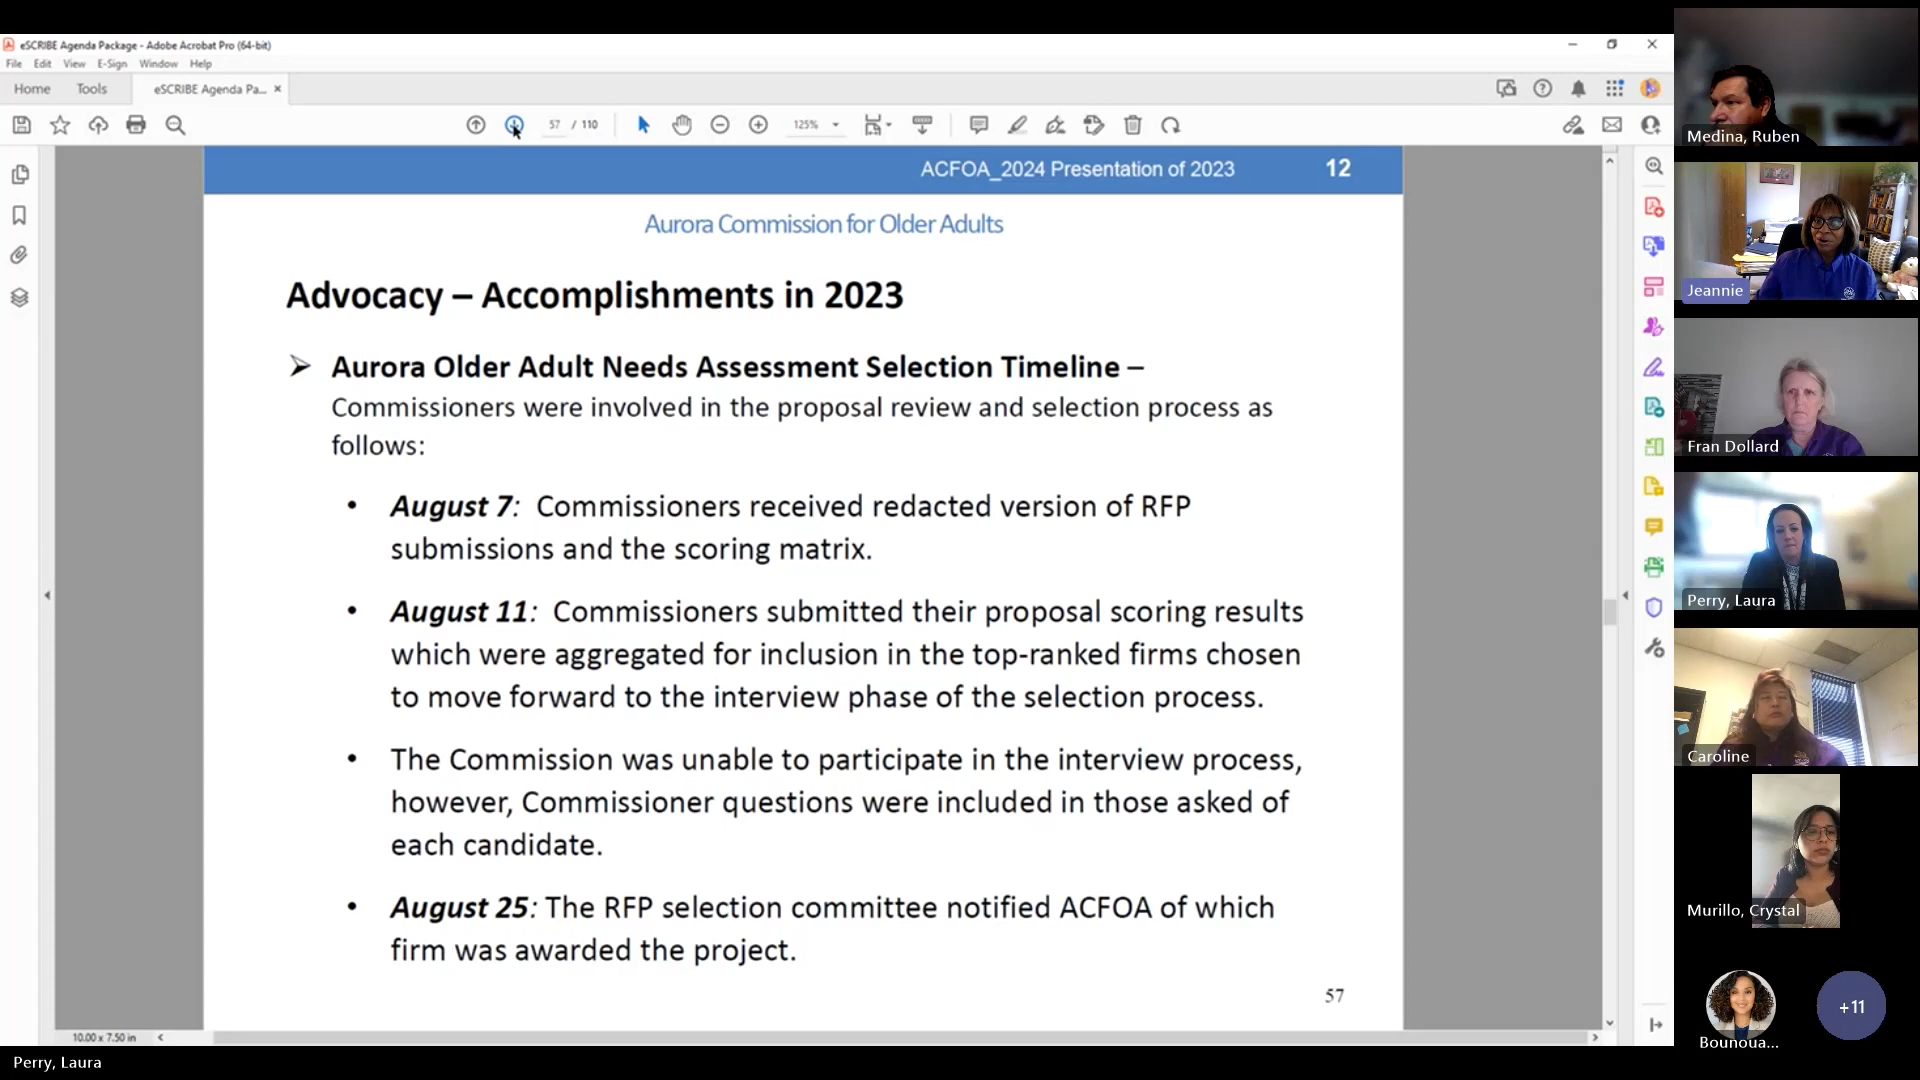 eSCRIBE Agenda Package - Adobe Acrobat Pro (64-bit)
File Edit View E-Sign Window Help
Home Tools eSCRIBE Agenda Pa... ×
57 / 110 125%
ACFOA_2024 Presentation of 2023 12
Aurora Commission for Older Adults
Advocacy – Accomplishments in 2023
➢ Aurora Older Adult Needs Assessment Selection Timeline –
Commissioners were involved in the proposal review and selection process as
follows:
• August 7: Commissioners received redacted version of RFP
submissions and the scoring matrix.
• August 11: Commissioners submitted their proposal scoring results
which were aggregated for inclusion in the top-ranked firms chosen
to move forward to the interview phase of the selection process.
• The Commission was unable to participate in the interview process,
however, Commissioner questions were included in those asked of
each candidate.
• August 25: The RFP selection committee notified ACFOA of which
firm was awarded the project.
57
10.00 x 7.50 in
Perry, Laura
Medina, Ruben
Jeannie
Fran Dollard
Perry, Laura
Caroline
Murillo, Crystal
Bounoua...
+11